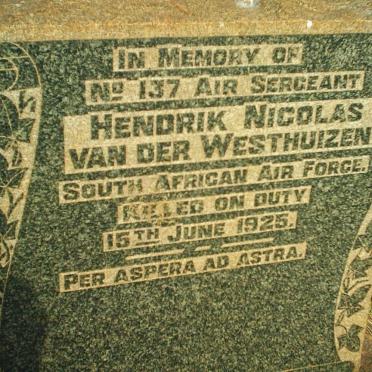 In Memory of
No 137 Air Sergeant
Hendrik Nicolas
van der Westhuizen
South African Air Force.
Killed on duty
15th June 1925.
Per aspera ad astra.